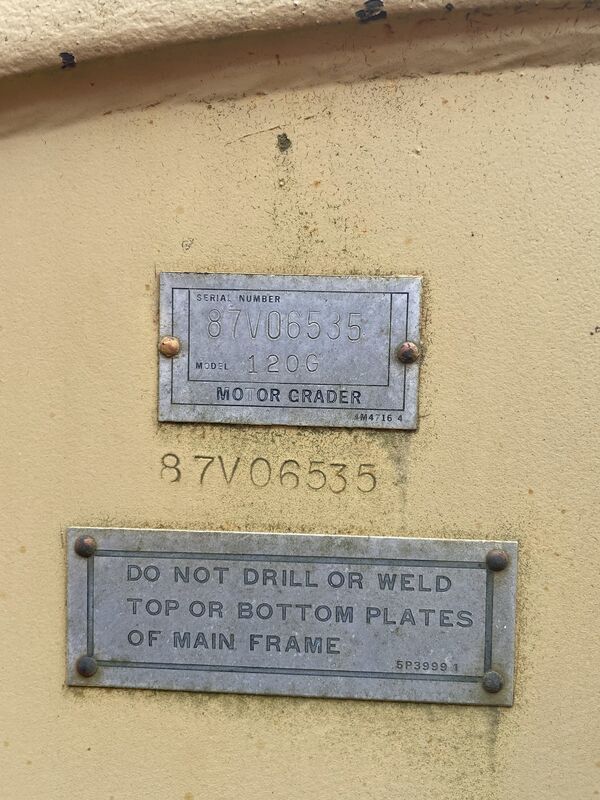 SERIAL NUMBER
87V06535
MODEL 120G
MOTOR GRADER
4M4716 4
87V06535
DO NOT DRILL OR WELD
TOP OR BOTTOM PLATES
OF MAIN FRAME
5P3999 1